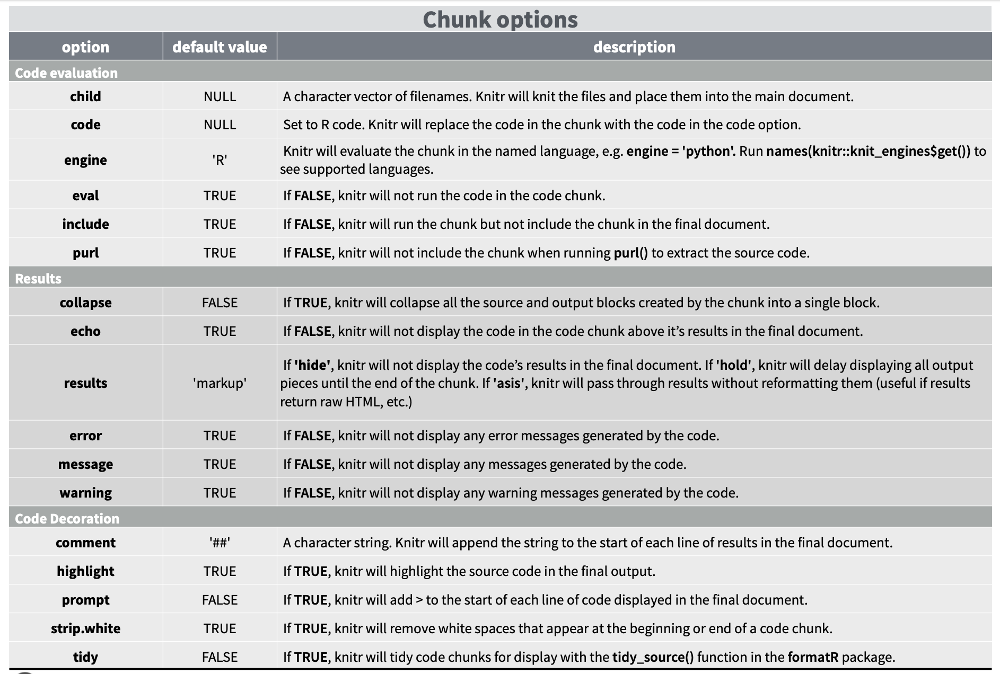 Chunk options
option default value description
Code evaluation
child NULL A character vector of filenames. Knitr will knit the files and place them into the main document.
code NULL Set to R code. Knitr will replace the code in the chunk with the code in the code option.
engine 'R' Knitr will evaluate the chunk in the named language, e.g. engine = 'python'. Run names(knitr::knit_engines$get()) to
see supported languages.
eval TRUE If FALSE, knitr will not run the code in the code chunk.
include TRUE If FALSE, knitr will run the chunk but not include the chunk in the final document.
purl TRUE If FALSE, knitr will not include the chunk when running purl() to extract the source code.
Results
collapse FALSE If TRUE, knitr will collapse all the source and output blocks created by the chunk into a single block.
echo TRUE If FALSE, knitr will not display the code in the code chunk above it’s results in the final document.
results 'markup' If 'hide', knitr will not display the code’s results in the final document. If 'hold', knitr will delay displaying all output
pieces until the end of the chunk. If 'asis', knitr will pass through results without reformatting them (useful if results
return raw HTML, etc.)
error TRUE If FALSE, knitr will not display any error messages generated by the code.
message TRUE If FALSE, knitr will not display any messages generated by the code.
warning TRUE If FALSE, knitr will not display any warning messages generated by the code.
Code Decoration
comment '##' A character string. Knitr will append the string to the start of each line of results in the final document.
highlight TRUE If TRUE, knitr will highlight the source code in the final output.
prompt FALSE If TRUE, knitr will add > to the start of each line of code displayed in the final document.
strip.white TRUE If TRUE, knitr will remove white spaces that appear at the beginning or end of a code chunk.
tidy FALSE If TRUE, knitr will tidy code chunks for display with the tidy_source() function in the formatR package.